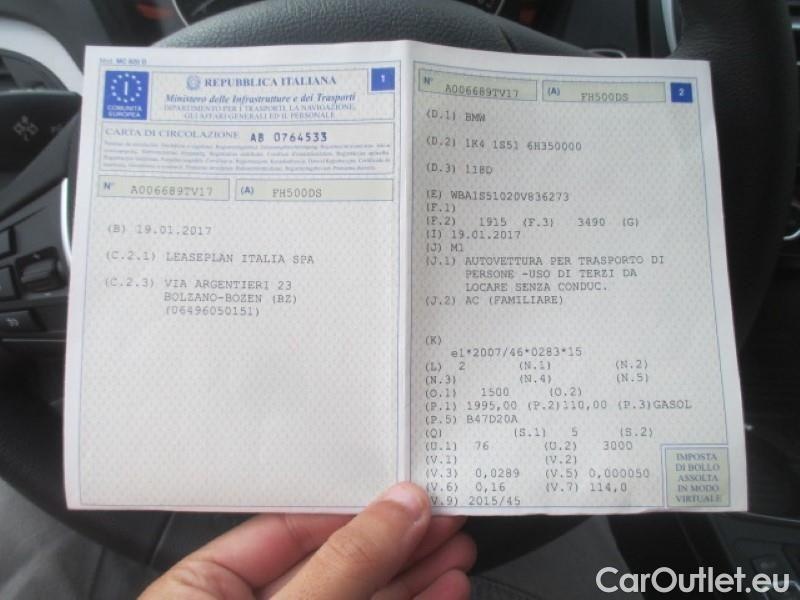 Mod. MC 820 D
I
COMUNITÀ
EUROPEA
REPUBBLICA ITALIANA
Ministero delle Infrastrutture e dei Trasporti
DIPARTIMENTO PER I TRASPORTI, LA NAVIGAZIONE,
GLI AFFARI GENERALI ED IL PERSONALE
1
CARTA DI CIRCOLAZIONE AB 0764533
N° A006689TV17 (A) FH500DS
(B) 19.01.2017
(C.2.1) LEASEPLAN ITALIA SPA
(C.2.3) VIA ARGENTIERI 23
BOLZANO-BOZEN (BZ)
(06496050151)
N° A006689TV17 (A) FH500DS 2
(D.1) BMW
(D.2) 1K4 1S51 6H350000
(D.3) 118D
(E) WBA1S51020V836273
(F.1)
(F.2) 1915 (F.3) 3490 (G)
(I) 19.01.2017
(J) M1
(J.1) AUTOVETTURA PER TRASPORTO DI
PERSONE -USO DI TERZI DA
LOCARE SENZA CONDUC.
(J.2) AC (FAMILIARE)
(K)
e1*2007/46*0283*15
(L) 2 (N.1) (N.2)
(N.3) (N.4) (N.5)
(O.1) 1500 (O.2)
(P.1) 1995,00 (P.2)110,00 (P.3)GASOL
(P.5) B47D20A
(Q) (S.1) 5 (S.2)
(U.1) 76 (U.2) 3000
(V.1) (V.2)
(V.3) 0,0289 (V.5) 0,000050
(V.6) 0,16 (V.7) 114,0
(V.9) 2015/45
IMPOSTA
DI BOLLO
ASSOLTA
IN MODO
VIRTUALE
CarOutlet.eu